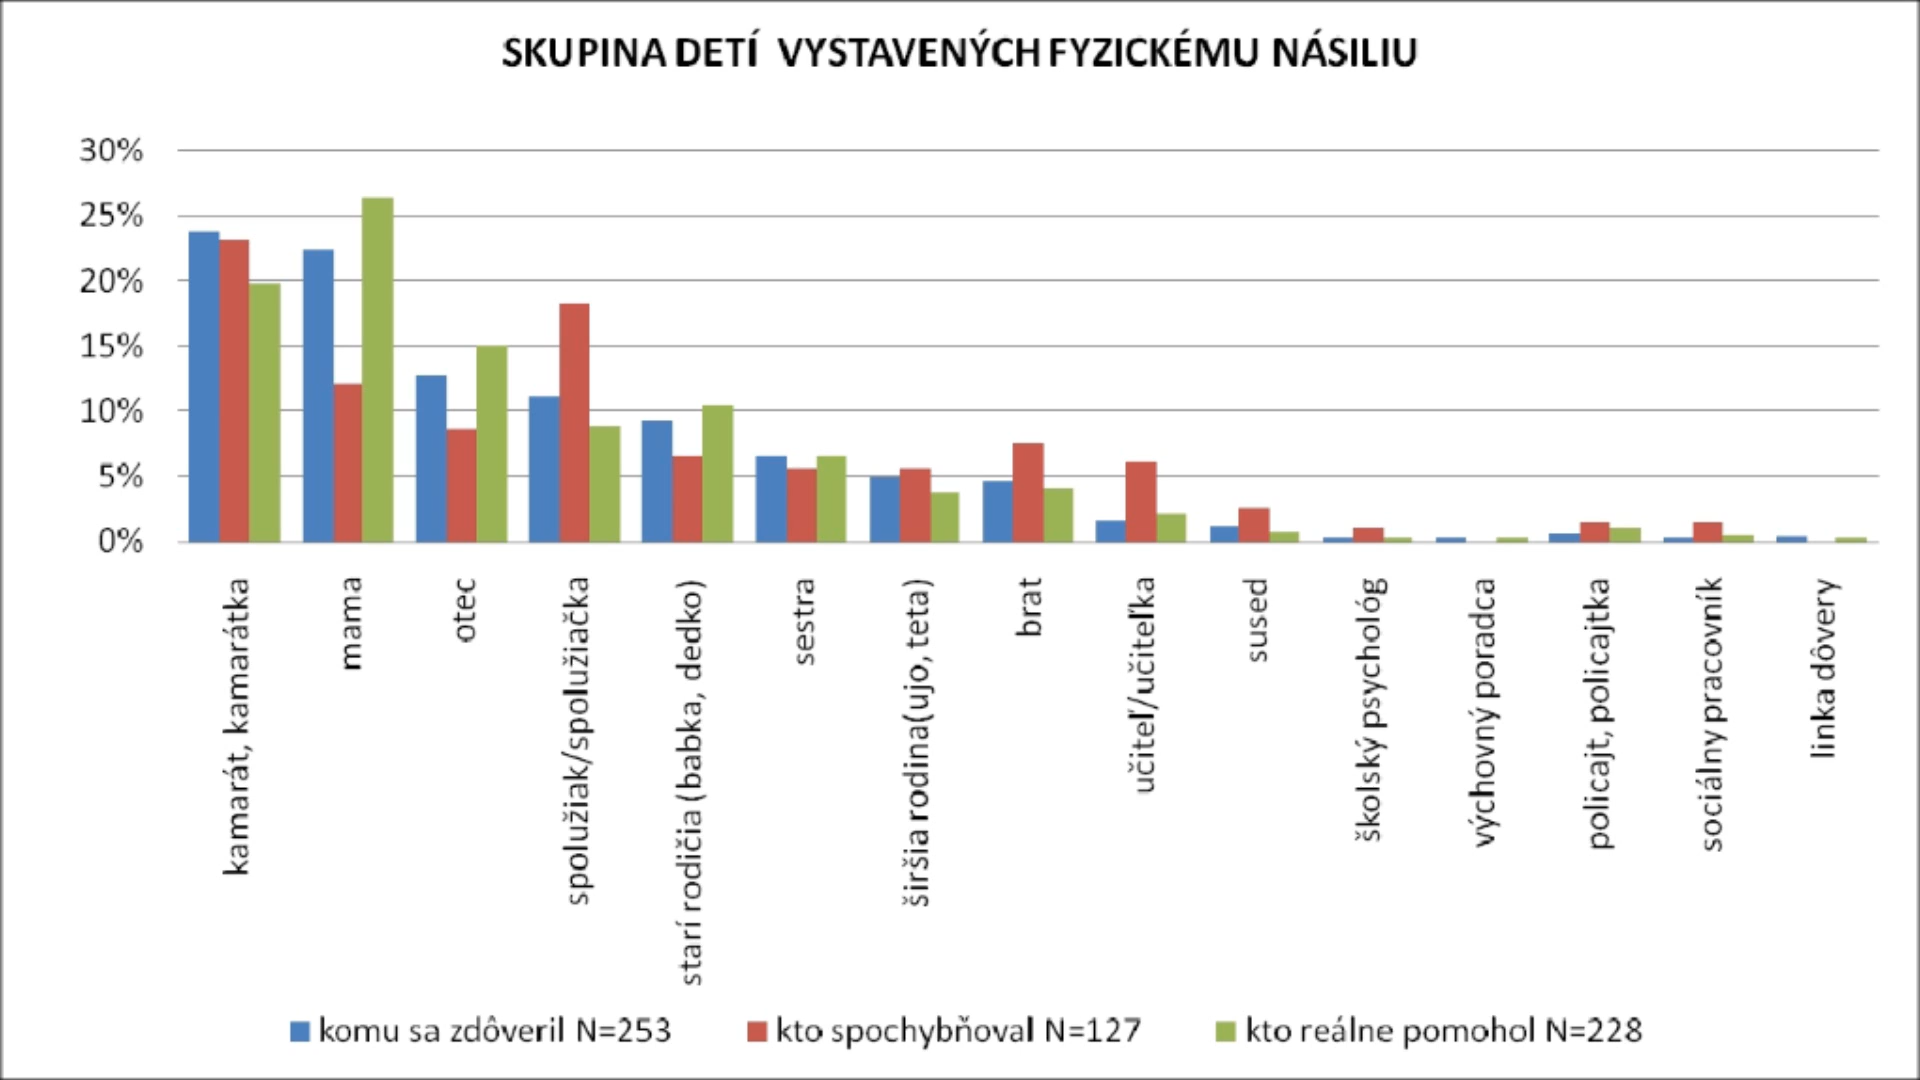 SKUPINA DETÍ VYSTAVENÝCH FYZICKÉMU NÁSILIU
30%
25%
20%
15%
10%
5%
0%
kamarát, kamarátka
mama
otec
spolužiak/spolužiačka
starí rodičia (babka, dedko)
sestra
širšia rodina(ujo, teta)
brat
učiteľ/učiteľka
sused
školský psychológ
výchovný poradca
policajt, policajtka
sociálny pracovník
linka dôvery
komu sa zdôveril N=253
kto spochybňoval N=127
kto reálne pomohol N=228